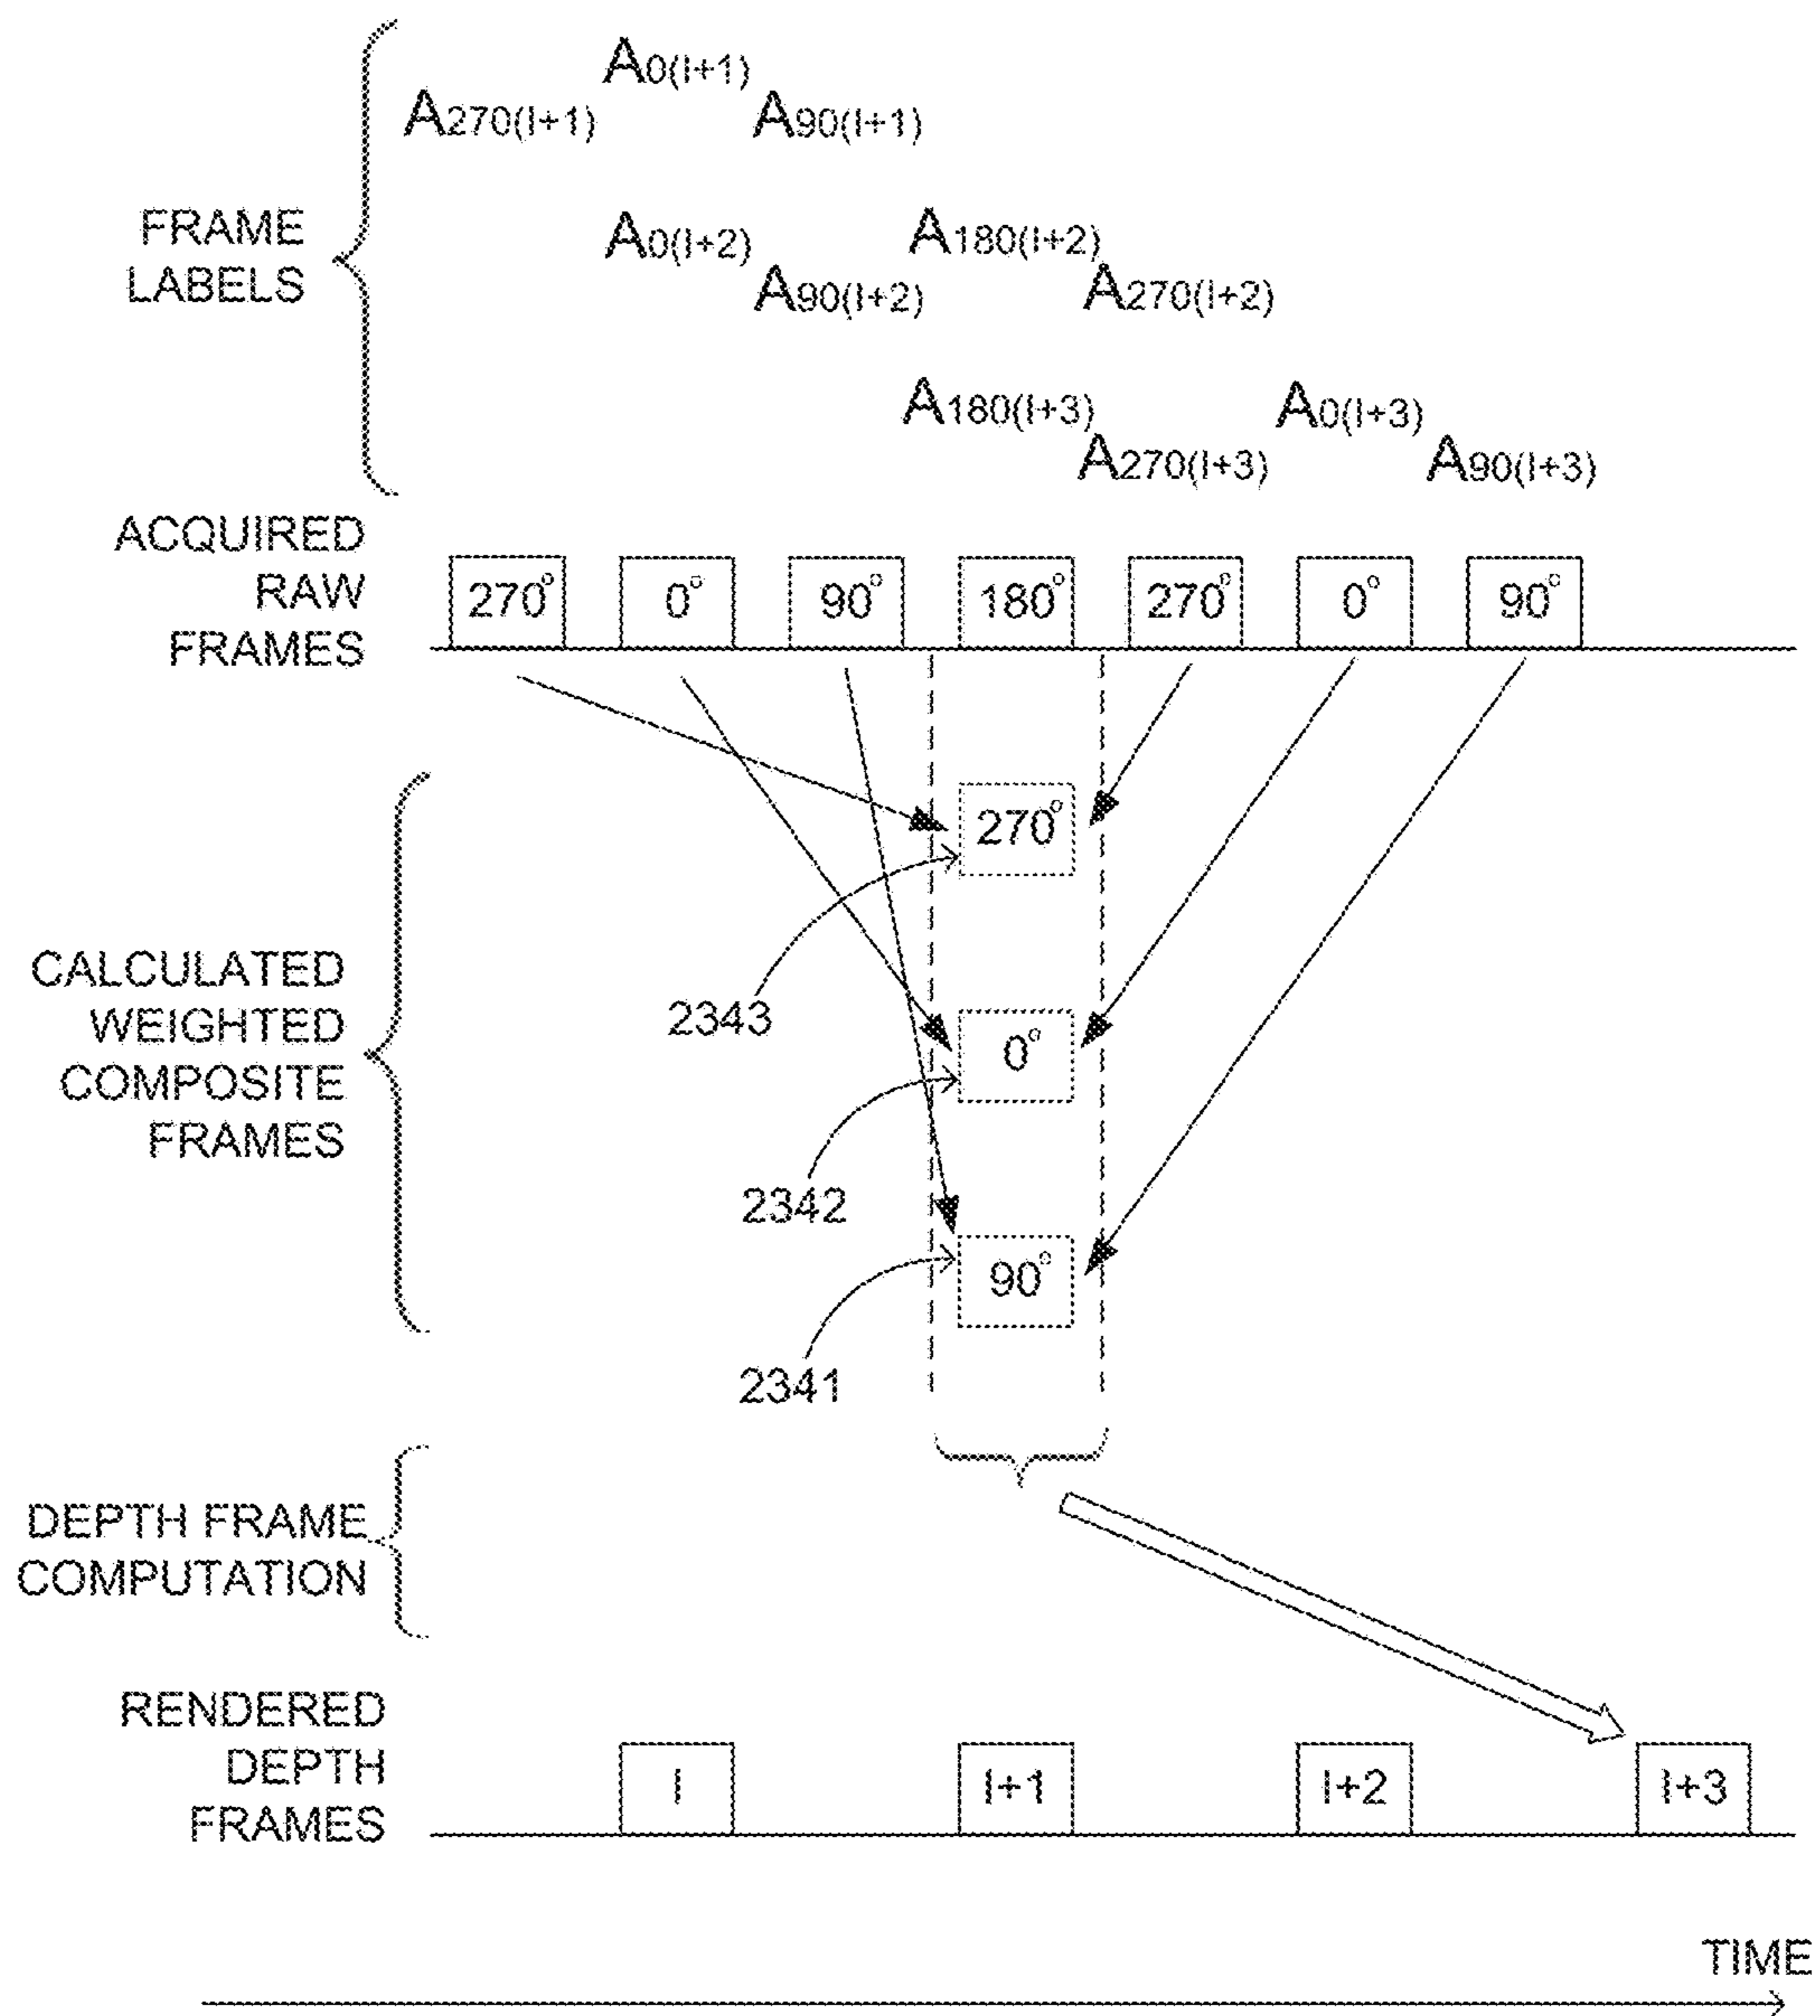 A0(I+1)
A270(I+1) A90(I+1)
FRAME
LABELS
A0(I+2) A180(I+2)
A90(I+2) A270(I+2)
A180(I+3) A0(I+3)
A270(I+3) A90(I+3)
ACQUIRED
RAW
FRAMES
270° 0° 90° 180° 270° 0° 90°
270°
CALCULATED
WEIGHTED
COMPOSITE
FRAMES
2343
0°
2342
90°
2341
DEPTH FRAME
COMPUTATION
RENDERED
DEPTH
FRAMES
I I+1 I+2 I+3
TIME